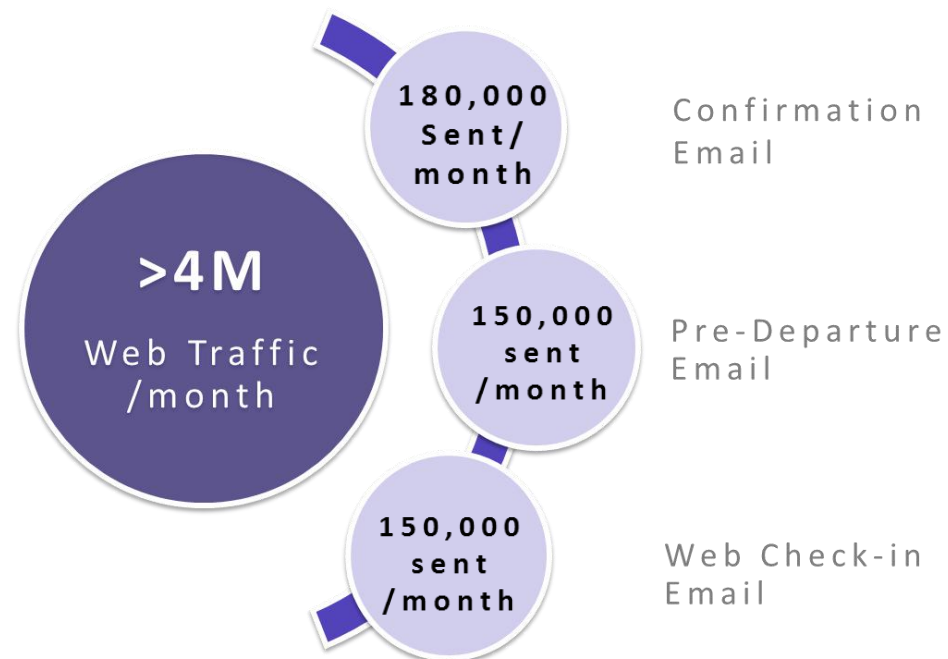 >4M
Web Traffic
/month
180,000
Sent/
month
Confirmation
Email
150,000
sent
/month
Pre-Departure
Email
150,000
sent
/month
Web Check-in
Email